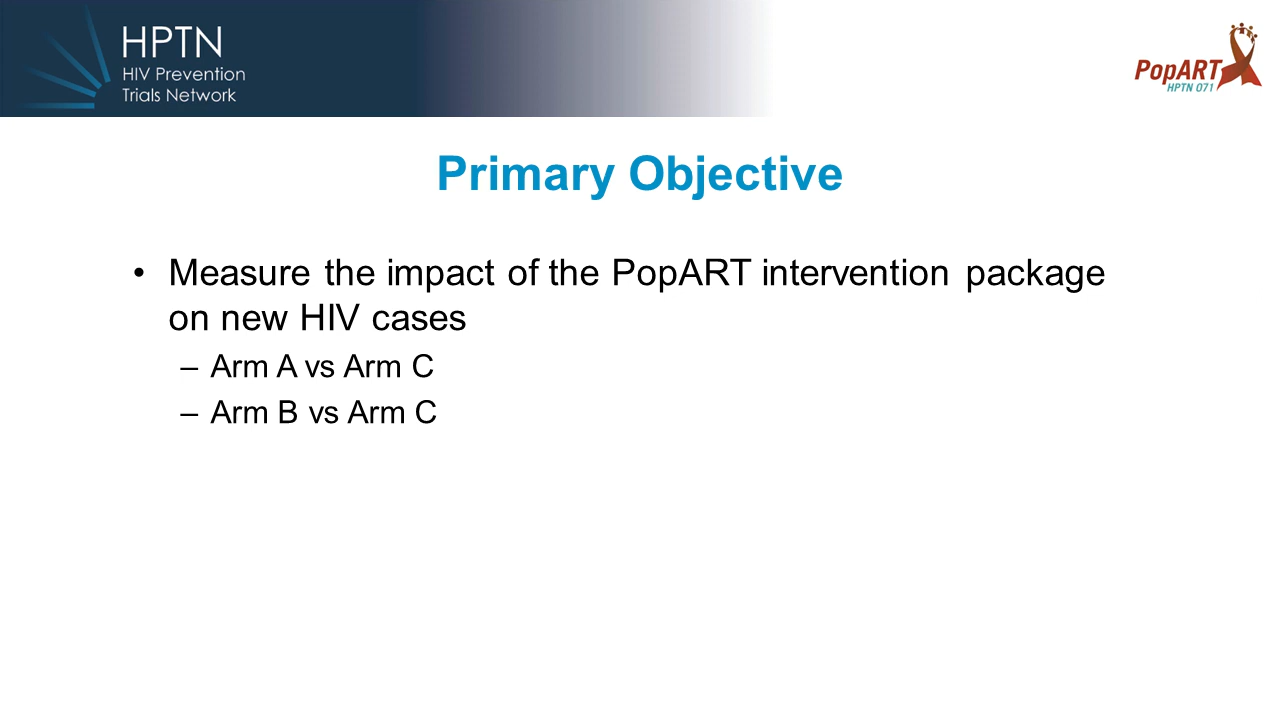 HPTN
HIV Prevention
Trials Network
PopART
HPTN 071
Primary Objective
• Measure the impact of the PopART intervention package
on new HIV cases
– Arm A vs Arm C
– Arm B vs Arm C